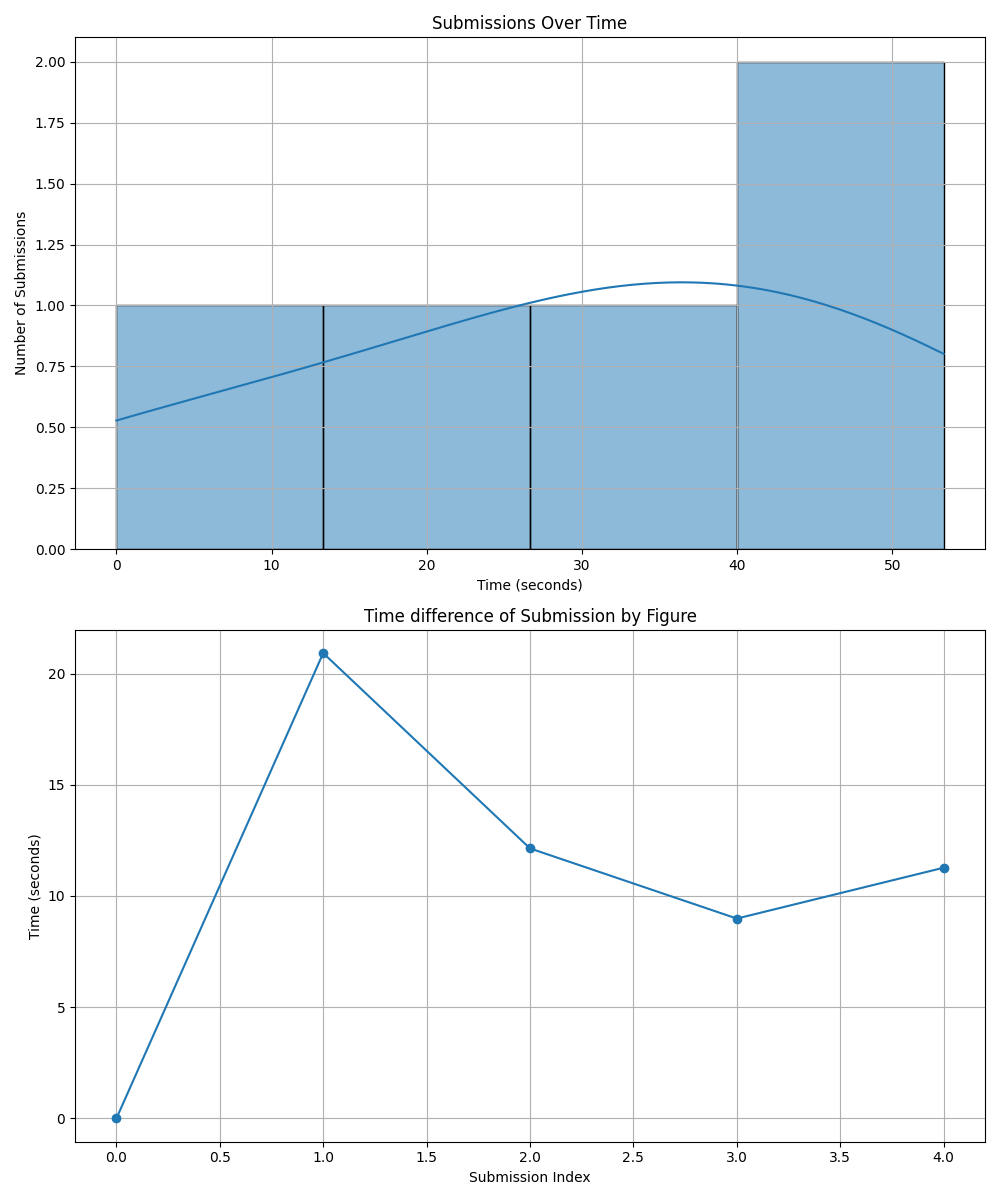 Submissions Over Time
2.00
1.75
1.50
1.25
1.00
0.75
0.50
0.25
0.00
Number of Submissions
0 10 20 30 40 50
Time (seconds)
Time difference of Submission by Figure
20
15
10
5
0
Time (seconds)
0.0 0.5 1.0 1.5 2.0 2.5 3.0 3.5 4.0
Submission Index